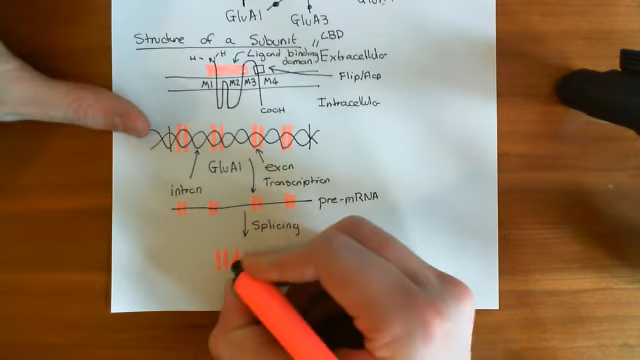 GluA1
GluA3
Structure of a Subunit
LBD
Ligand binding domain
Extracellular
H - N
H
Flip/Flop
M1 M2 M3 M4
Intracellular
COOH
GluA1
exon
intron
Transcription
pre-mRNA
Splicing